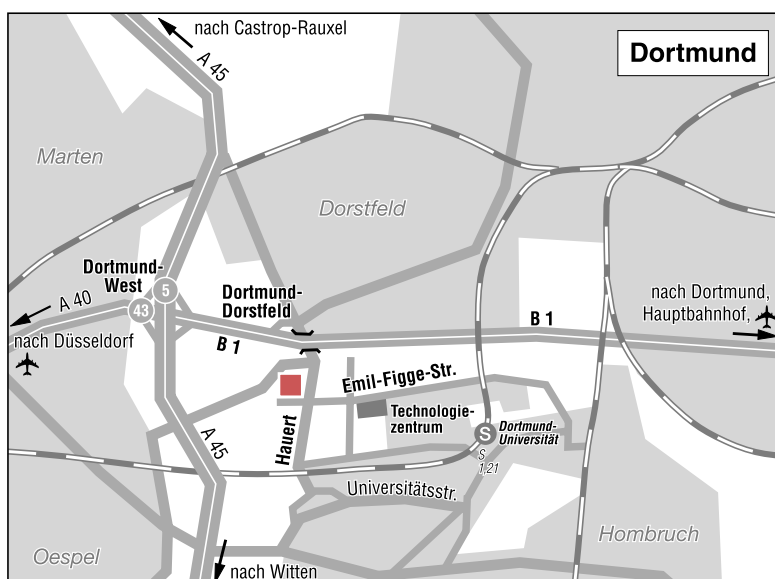 nach Castrop-Rauxel
Dortmund
A 45
Marten
Dorstfeld
Dortmund-
West
5
43
A 40
nach Düsseldorf
Dortmund-
Dorstfeld
B 1
B 1
nach Dortmund,
Hauptbahnhof,
Emil-Figge-Str.
Technologie-
zentrum
Hauert
A 45
S
Dortmund-
Universität
S
1,21
Universitätsstr.
Hombruch
Oespel
nach Witten